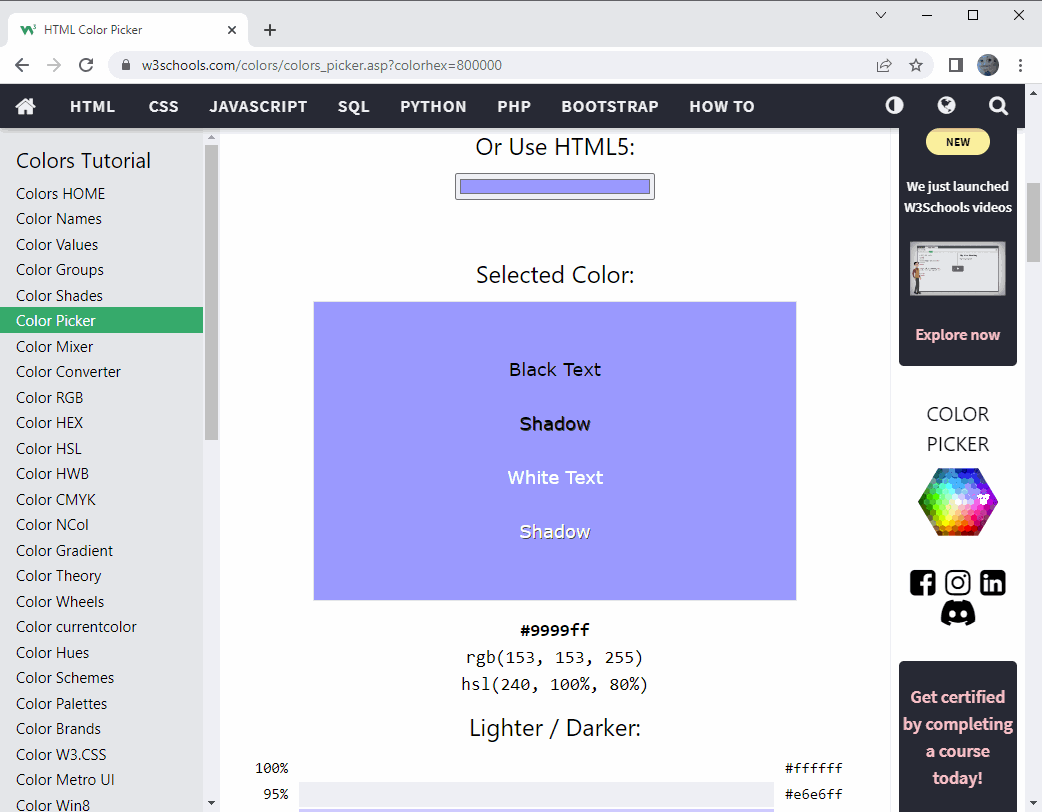 HTML Color Picker
w3schools.com/colors/colors_picker.asp?colorhex=800000
HTML CSS JAVASCRIPT SQL PYTHON PHP BOOTSTRAP HOW TO
Colors Tutorial
Colors HOME
Color Names
Color Values
Color Groups
Color Shades
Color Picker
Color Mixer
Color Converter
Color RGB
Color HEX
Color HSL
Color HWB
Color CMYK
Color NCol
Color Gradient
Color Theory
Color Wheels
Color currentcolor
Color Hues
Color Schemes
Color Palettes
Color Brands
Color W3.CSS
Color Metro UI
Color Win8
Or Use HTML5:
Selected Color:
Black Text
Shadow
White Text
Shadow
#9999ff
rgb(153, 153, 255)
hsl(240, 100%, 80%)
Lighter / Darker:
100% #ffffff
95% #e6e6ff
NEW
We just launched
W3Schools videos
Explore now
COLOR
PICKER
Get certified
by completing
a course
today!